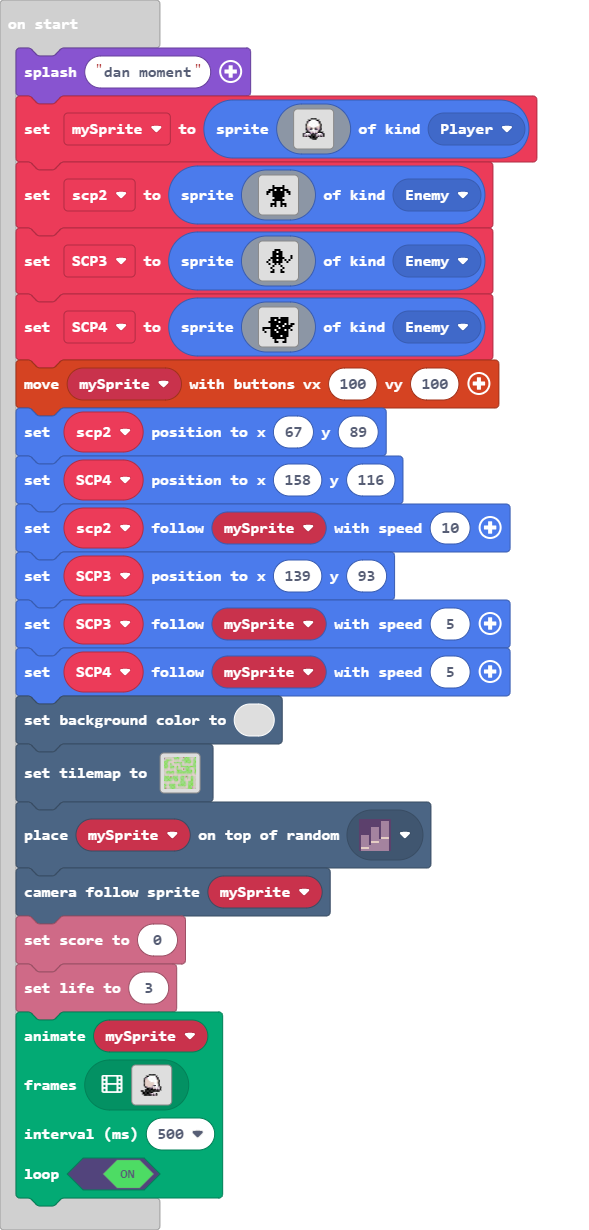 on start
splash "dan moment"
set mySprite to sprite of kind Player
set scp2 to sprite of kind Enemy
set SCP3 to sprite of kind Enemy
set SCP4 to sprite of kind Enemy
move mySprite with buttons vx 100 vy 100
set scp2 position to x 67 y 89
set SCP4 position to x 158 y 116
set scp2 follow mySprite with speed 10
set SCP3 position to x 139 y 93
set SCP3 follow mySprite with speed 5
set SCP4 follow mySprite with speed 5
set background color to
set tilemap to
place mySprite on top of random
camera follow sprite mySprite
set score to 0
set life to 3
animate mySprite
frames
interval (ms) 500
loop ON